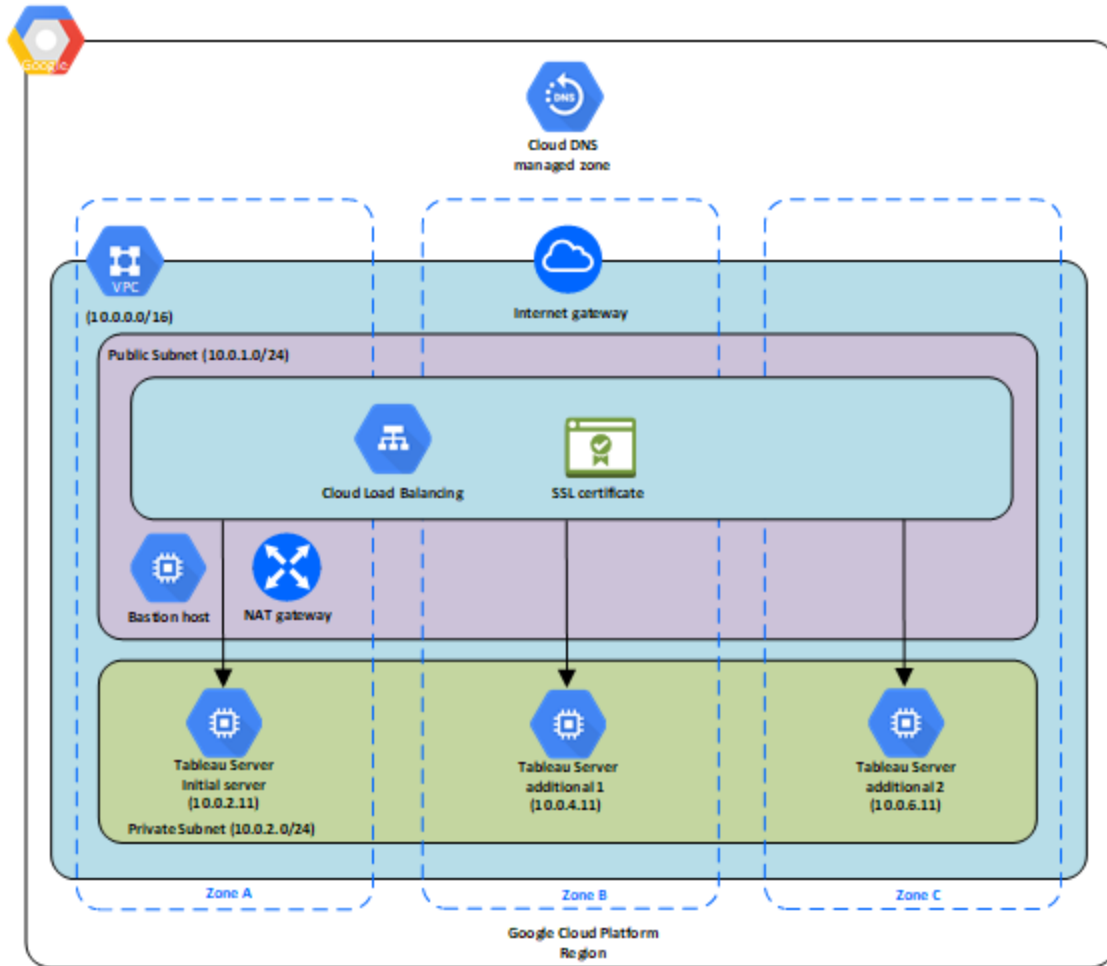 Google
DNS
Cloud DNS
managed zone
VPC
(10.0.0.0/16)
Internet gateway
Public Subnet (10.0.1.0/24)
Cloud Load Balancing
SSL certificate
Bastion host
NAT gateway
Tableau Server
Initial server
(10.0.2.11)
Tableau Server
additional 1
(10.0.4.11)
Tableau Server
additional 2
(10.0.6.11)
Private Subnet (10.0.2.0/24)
Zone A
Zone B
Zone C
Google Cloud Platform
Region